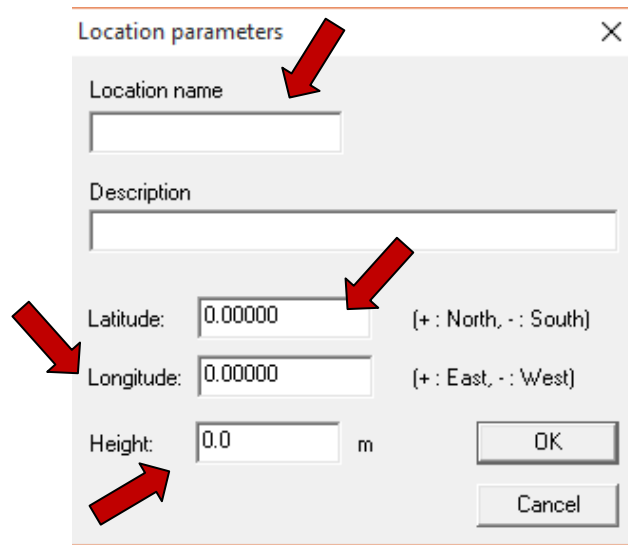 Location parameters
Location name
Description
Latitude: 0.00000 (+ : North, - : South)
Longitude: 0.00000 (+ : East, - : West)
Height: 0.0 m OK
Cancel